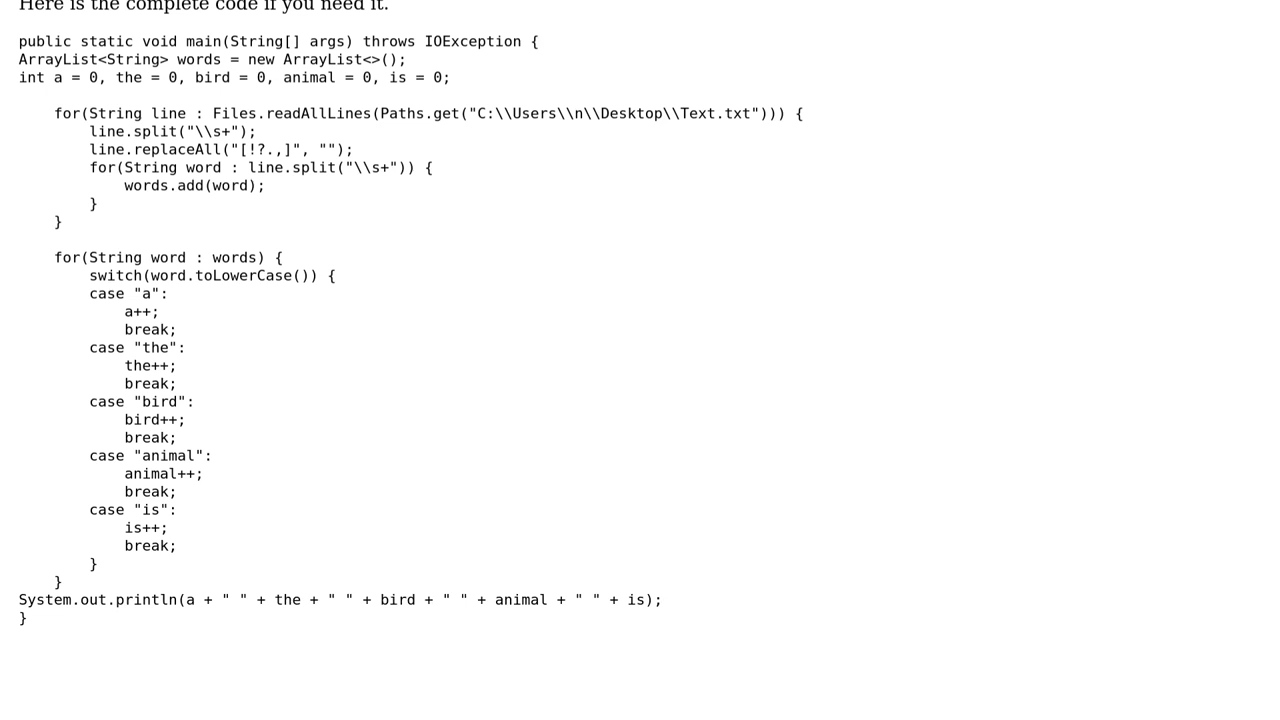 Here is the complete code if you need it.
public static void main(String[] args) throws IOException {
ArrayList<String> words = new ArrayList<>();
int a = 0, the = 0, bird = 0, animal = 0, is = 0;

    for(String line : Files.readAllLines(Paths.get("C:\\Users\\n\\Desktop\\Text.txt"))) {
        line.split("\\s+");
        line.replaceAll("[!?.,]", "");
        for(String word : line.split("\\s+")) {
            words.add(word);
        }
    }

    for(String word : words) {
        switch(word.toLowerCase()) {
        case "a":
            a++;
            break;
        case "the":
            the++;
            break;
        case "bird":
            bird++;
            break;
        case "animal":
            animal++;
            break;
        case "is":
            is++;
            break;
        }
    }
System.out.println(a + " " + the + " " + bird + " " + animal + " " + is);
}